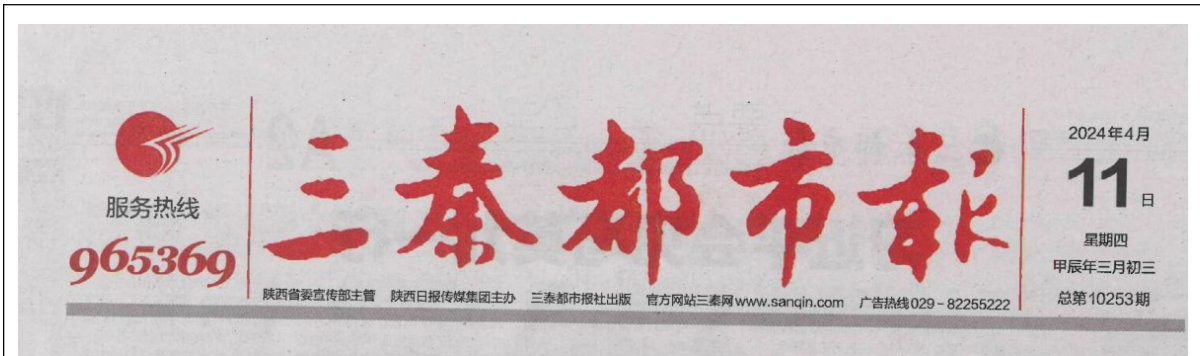 服务热线
965369
三秦都市报
陕西省委宣传部主管 陕西日报传媒集团主办 三秦都市报社出版 官方网站三秦网www.sanqin.com 广告热线029-82255222
2024年4月
11日
星期四
甲辰年三月初三
总第10253期